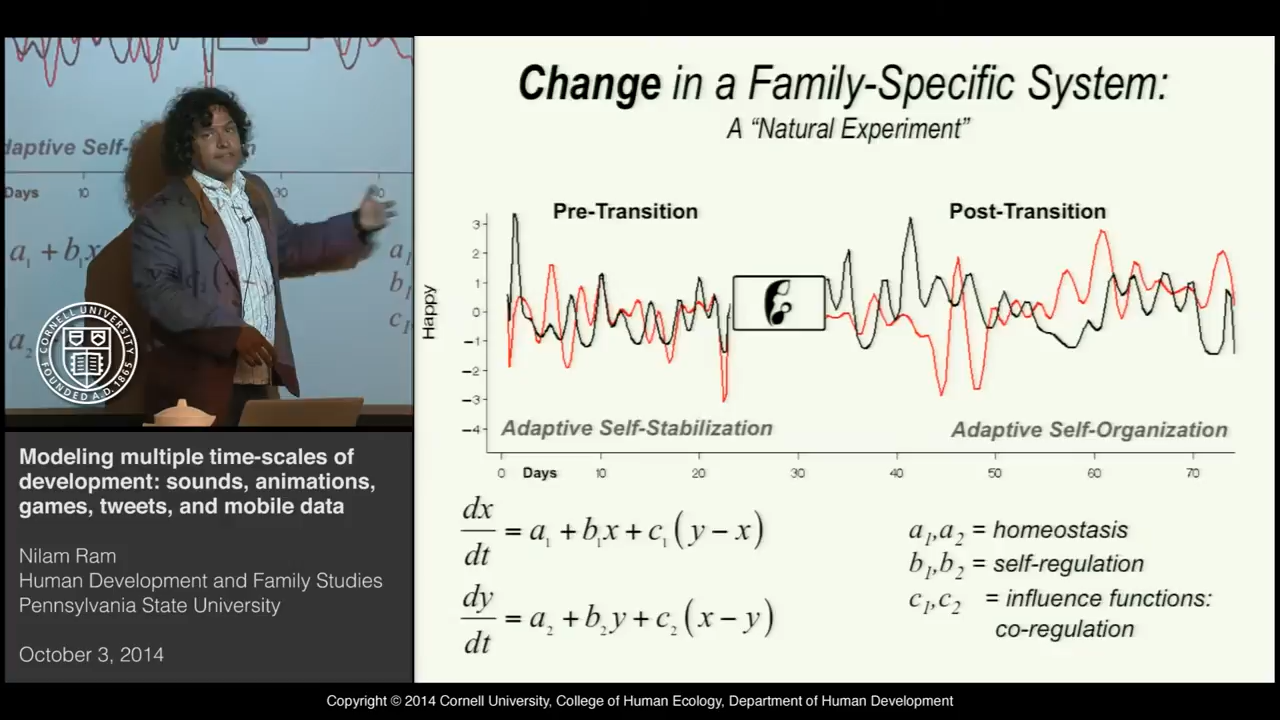 Change in a Family-Specific System:
A “Natural Experiment”
Pre-Transition
Post-Transition
Happy
3
2
1
0
−1
−2
−3
−4
Adaptive Self-Stabilization
Adaptive Self-Organization
0 Days 10 20 30 40 50 60 70
dx/dt = a₁ + b₁x + c₁(y − x)
dy/dt = a₂ + b₂y + c₂(x − y)
a₁,a₂ = homeostasis
b₁,b₂ = self-regulation
c₁,c₂ = influence functions:
co-regulation
daptive Self-
n
Days 10 30
a₁ + b₁x
a₂
CORNELL UNIVERSITY
FOUNDED A.D. 1865
Modeling multiple time-scales of
development: sounds, animations,
games, tweets, and mobile data
Nilam Ram
Human Development and Family Studies
Pennsylvania State University
October 3, 2014
Copyright © 2014 Cornell University, College of Human Ecology, Department of Human Development